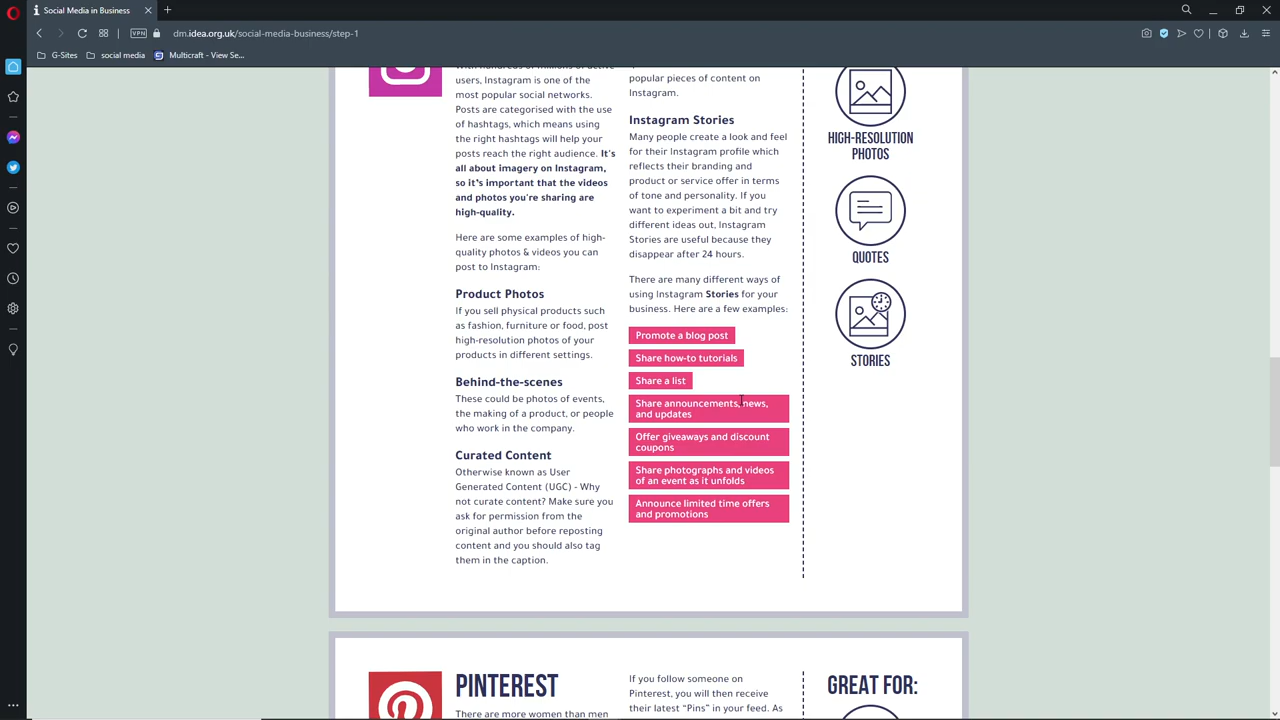 Social Media in Business
VPN
dm.idea.org.uk/social-media-business/step-1
G-Sites
social media
Multicraft - View Se...
users, Instagram is one of the
most popular social networks.
Posts are categorised with the use
of hashtags, which means using
the right hashtags will help your
posts reach the right audience. It's
all about imagery on Instagram,
so it's important that the videos
and photos you're sharing are
high-quality.
Here are some examples of high-
quality photos & videos you can
post to Instagram:
Product Photos
If you sell physical products such
as fashion, furniture or food, post
high-resolution photos of your
products in different settings.
Behind-the-scenes
These could be photos of events,
the making of a product, or people
who work in the company.
Curated Content
Otherwise known as User
Generated Content (UGC) - Why
not curate content? Make sure you
ask for permission from the
original author before reposting
content and you should also tag
them in the caption.
popular pieces of content on
Instagram.
Instagram Stories
Many people create a look and feel
for their Instagram profile which
reflects their branding and
product or service offer in terms
of tone and personality. If you
want to experiment a bit and try
different ideas out, Instagram
Stories are useful because they
disappear after 24 hours.
There are many different ways of
using Instagram Stories for your
business. Here are a few examples:
Promote a blog post
Share how-to tutorials
Share a list
Share announcements, news,
and updates
Offer giveaways and discount
coupons
Share photographs and videos
of an event as it unfolds
Announce limited time offers
and promotions
HIGH-RESOLUTION
PHOTOS
QUOTES
STORIES
PINTEREST
There are more women than men
If you follow someone on
Pinterest, you will then receive
their latest “Pins” in your feed. As
GREAT FOR: